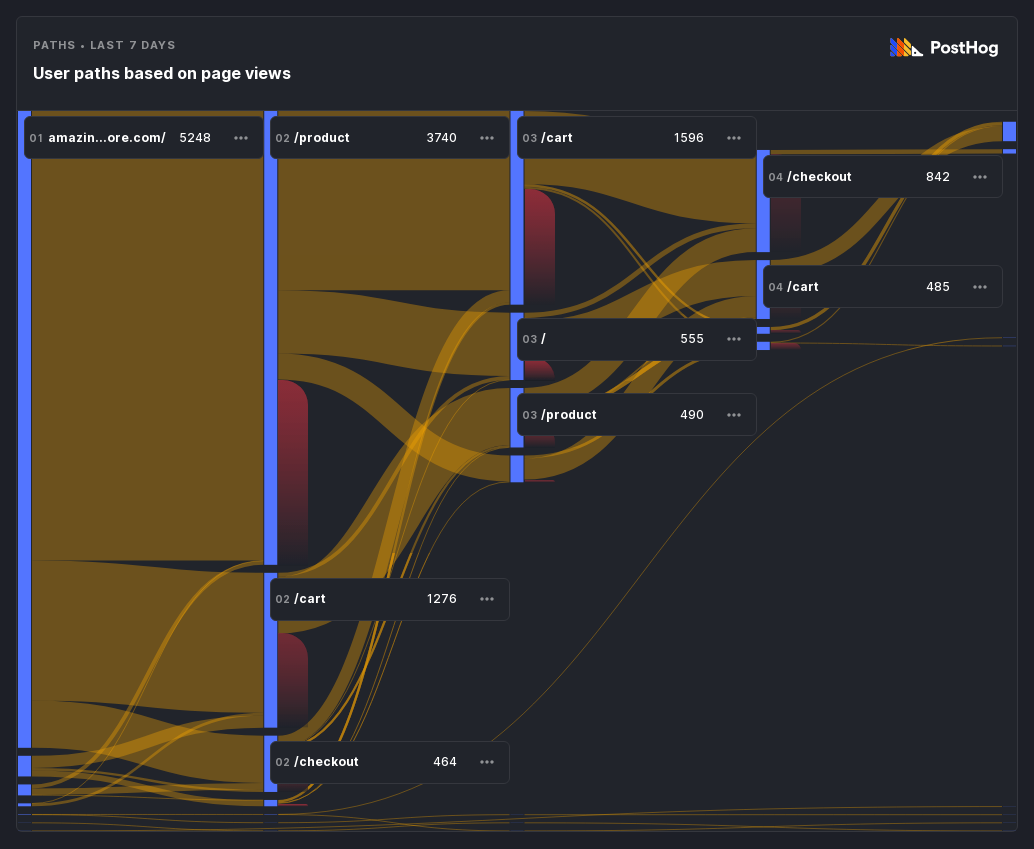 PATHS • LAST 7 DAYS
PostHog
User paths based on page views
01 amazin...ore.com/ 5248 •••
02 /product 3740 •••
03 /cart 1596 •••
04 /checkout 842 •••
04 /cart 485 •••
03 / 555 •••
03 /product 490 •••
02 /cart 1276 •••
02 /checkout 464 •••